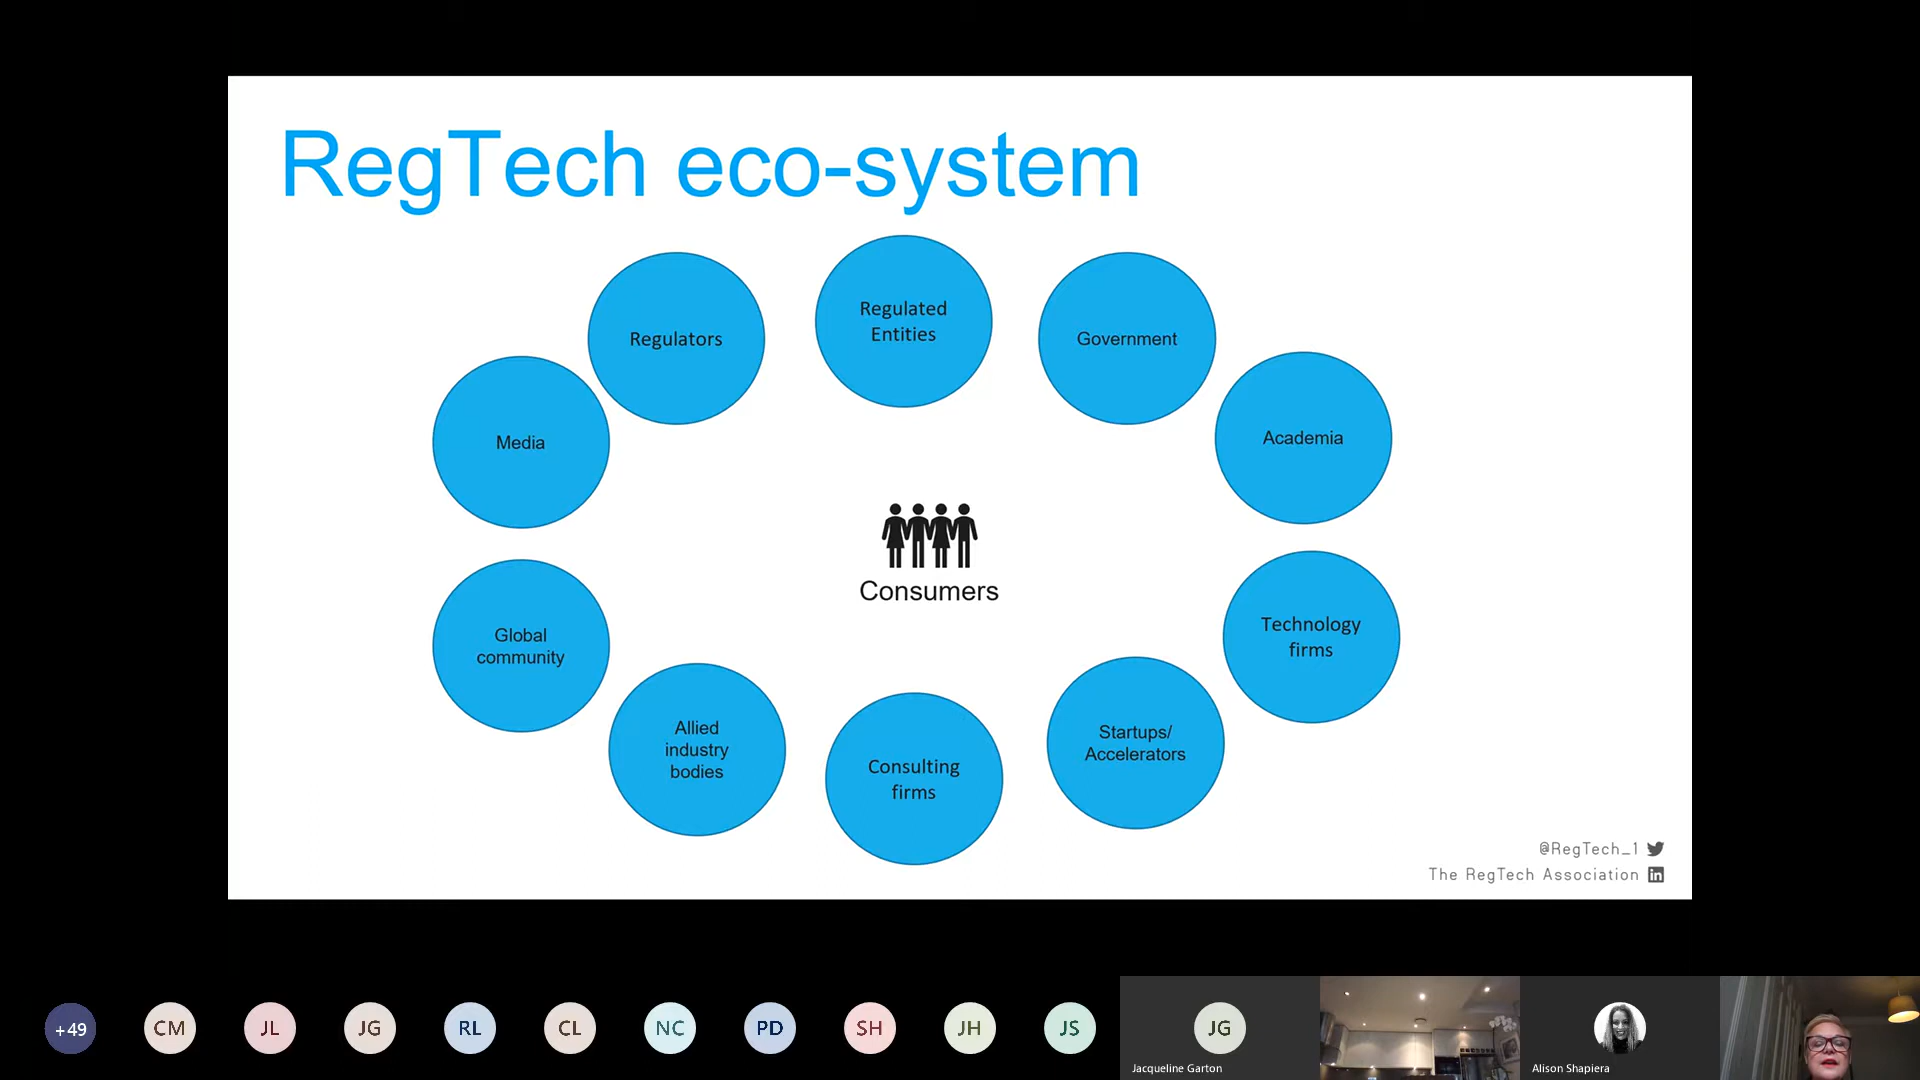 RegTech eco-system
Regulators
Regulated
Entities
Government
Media
Academia
Consumers
Global
community
Technology
firms
Allied
industry
bodies
Consulting
firms
Startups/
Accelerators
@RegTech_1
The RegTech Association
in
+49
CM
JL
JG
RL
CL
NC
PD
SH
JH
JS
JG
Jacqueline Garton
Alison Shapiera